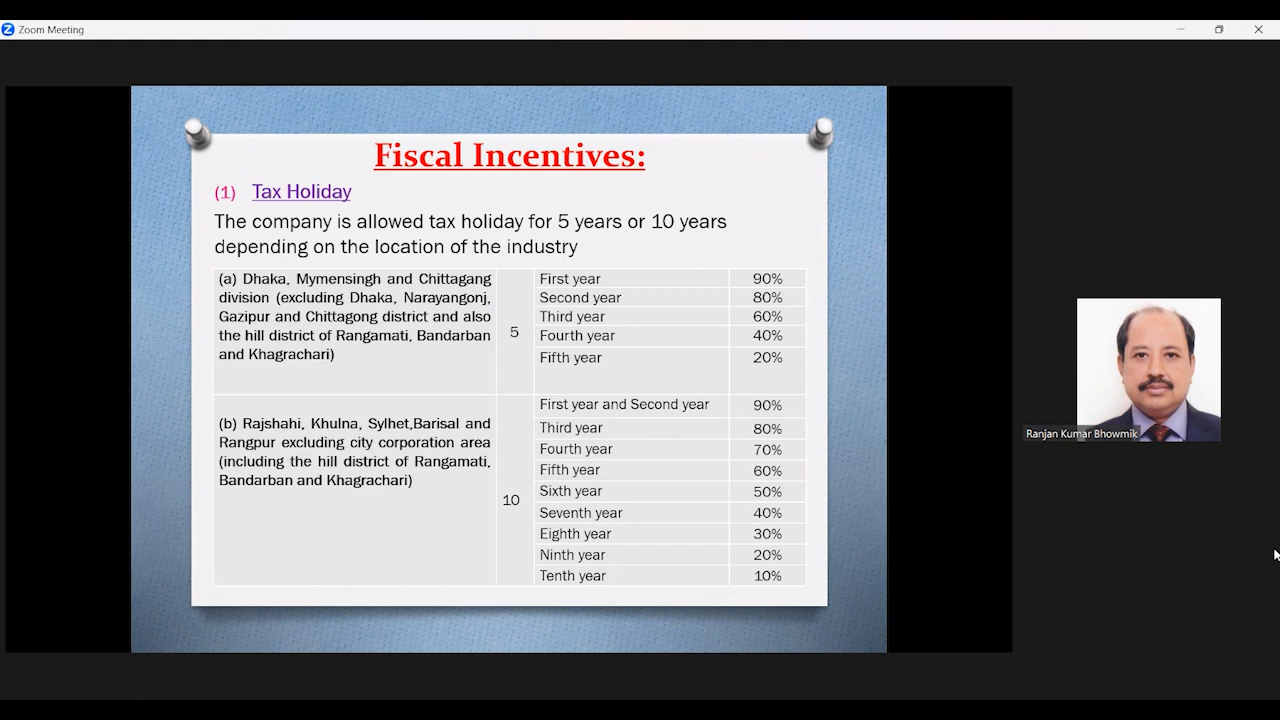 Zoom Meeting
Fiscal Incentives:
(1) Tax Holiday
The company is allowed tax holiday for 5 years or 10 years
depending on the location of the industry
(a) Dhaka, Mymensingh and Chittagang
division (excluding Dhaka, Narayangonj,
Gazipur and Chittagong district and also
the hill district of Rangamati, Bandarban
and Khagrachari)
5
First year 90%
Second year 80%
Third year 60%
Fourth year 40%
Fifth year 20%
(b) Rajshahi, Khulna, Sylhet,Barisal and
Rangpur excluding city corporation area
(including the hill district of Rangamati,
Bandarban and Khagrachari)
10
First year and Second year 90%
Third year 80%
Fourth year 70%
Fifth year 60%
Sixth year 50%
Seventh year 40%
Eighth year 30%
Ninth year 20%
Tenth year 10%
Ranjan Kumar Bhowmik